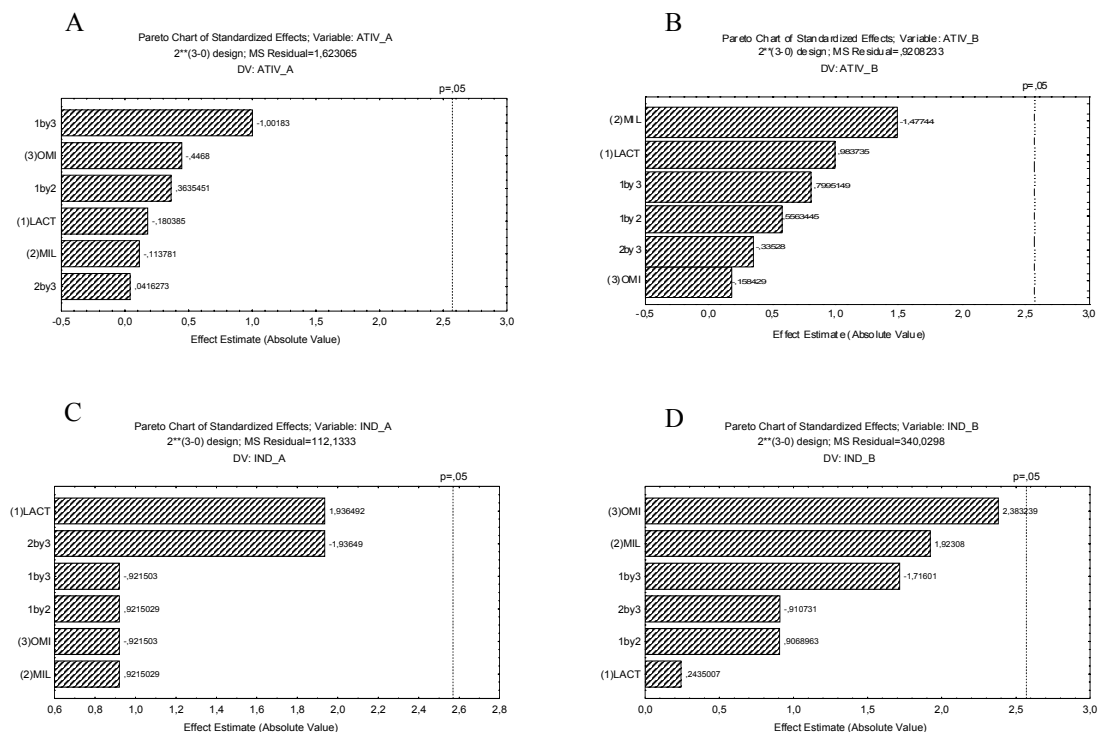 A
Pareto Chart of Standardized Effects; Variable: ATIV_A
2**(3-0) design; MS Residual=1,623065
DV: ATIV_A
p=,05
1by3
-1,00183
(3)OMI
-,4468
1by2
,3635451
(1)LACT
-,180385
(2)MIL
-,113781
2by3
,0416273
-0,5 0,0 0,5 1,0 1,5 2,0 2,5 3,0
Effect Estimate (Absolute Value)
B
Pareto Chart of Standardized Effects; Variable: ATIV_B
2**(3-0) design; MS Residual=,9208233
DV: ATIV_B
p=,05
(2)MIL
-1,47744
(1)LACT
,983735
1by3
,7995149
1by2
,5563445
2by3
-,33528
(3)OMI
-,158429
-0,5 0,0 0,5 1,0 1,5 2,0 2,5 3,0
Effect Estimate (Absolute Value)
C
Pareto Chart of Standardized Effects; Variable: IND_A
2**(3-0) design; MS Residual=112,1333
DV: IND_A
p=,05
(1)LACT
1,936492
2by3
-1,93649
1by3
-,921503
1by2
,9215029
(3)OMI
-,921503
(2)MIL
,9215029
0,6 0,8 1,0 1,2 1,4 1,6 1,8 2,0 2,2 2,4 2,6 2,8
Effect Estimate (Absolute Value)
D
Pareto Chart of Standardized Effects; Variable: IND_B
2**(3-0) design; MS Residual=340,0298
DV: IND_B
p=,05
(3)OMI
2,383239
(2)MIL
1,92308
1by3
-1,71601
2by3
-,910731
1by2
,9068963
(1)LACT
,2435007
0,0 0,5 1,0 1,5 2,0 2,5 3,0
Effect Estimate (Absolute Value)